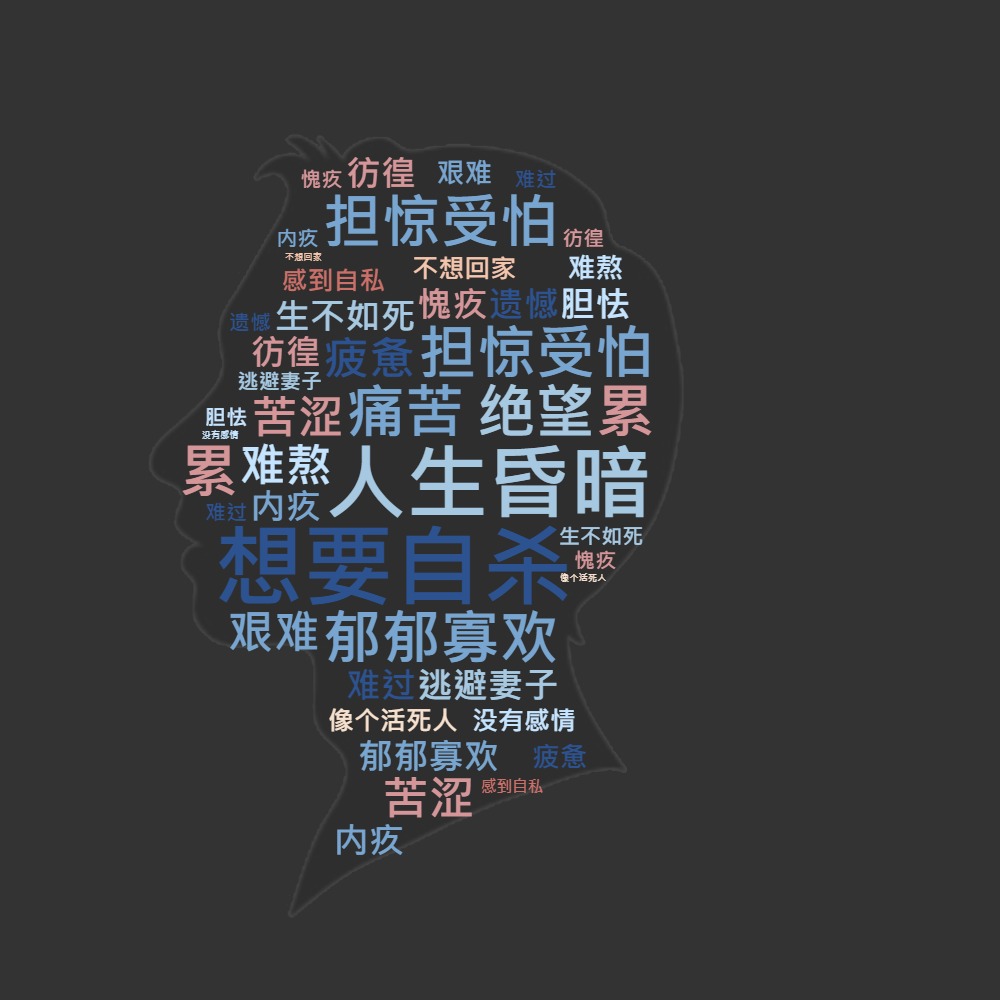 愧疚 彷徨 艰难 难过
担惊受怕
内疚 彷徨
不想回家
感到自私 不想回家 难熬
遗憾 生不如死 愧疚 遗憾 胆怯
彷徨 疲惫 担惊受怕
逃避妻子
胆怯 苦涩 痛苦 绝望 累
没有感情
累 难熬 人生昏暗
难过 内疚
想要自杀 生不如死
愧疚
像个活死人
艰难 郁郁寡欢
难过 逃避妻子
像个活死人 没有感情
郁郁寡欢 疲惫
苦涩 感到自私
内疚